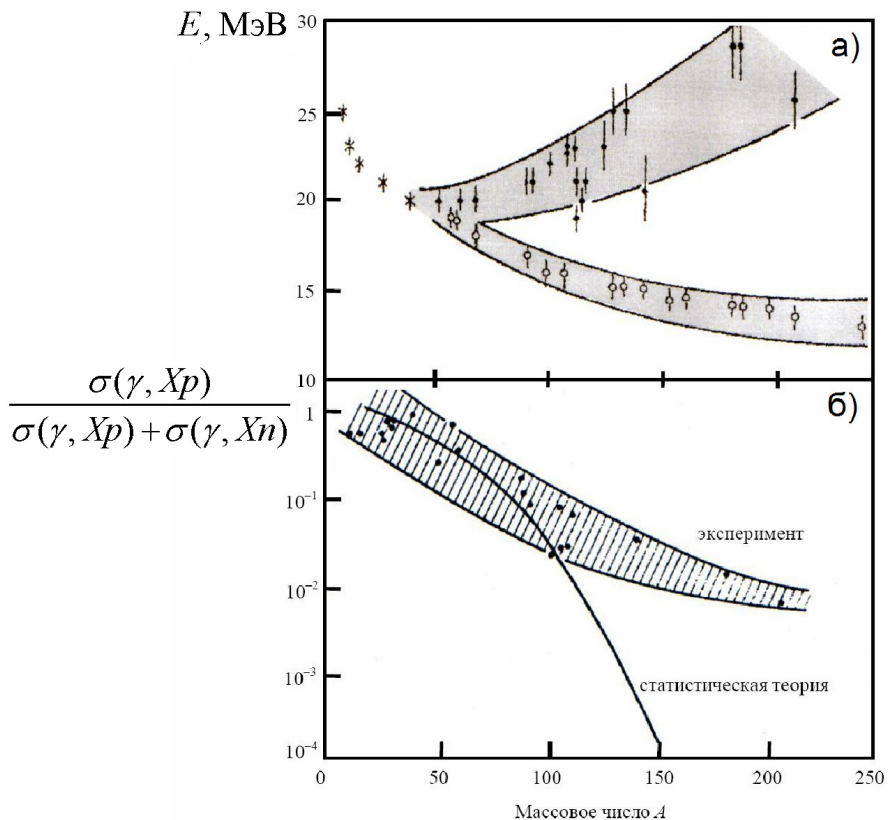 E, МэВ
30
а)
25
20
15
10
σ(γ, Xp)
σ(γ, Xp) + σ(γ, Xn)
б)
1
10⁻¹
эксперимент
10⁻²
10⁻³
статистическая теория
10⁻⁴
0 50 100 150 200 250
Массовое число A